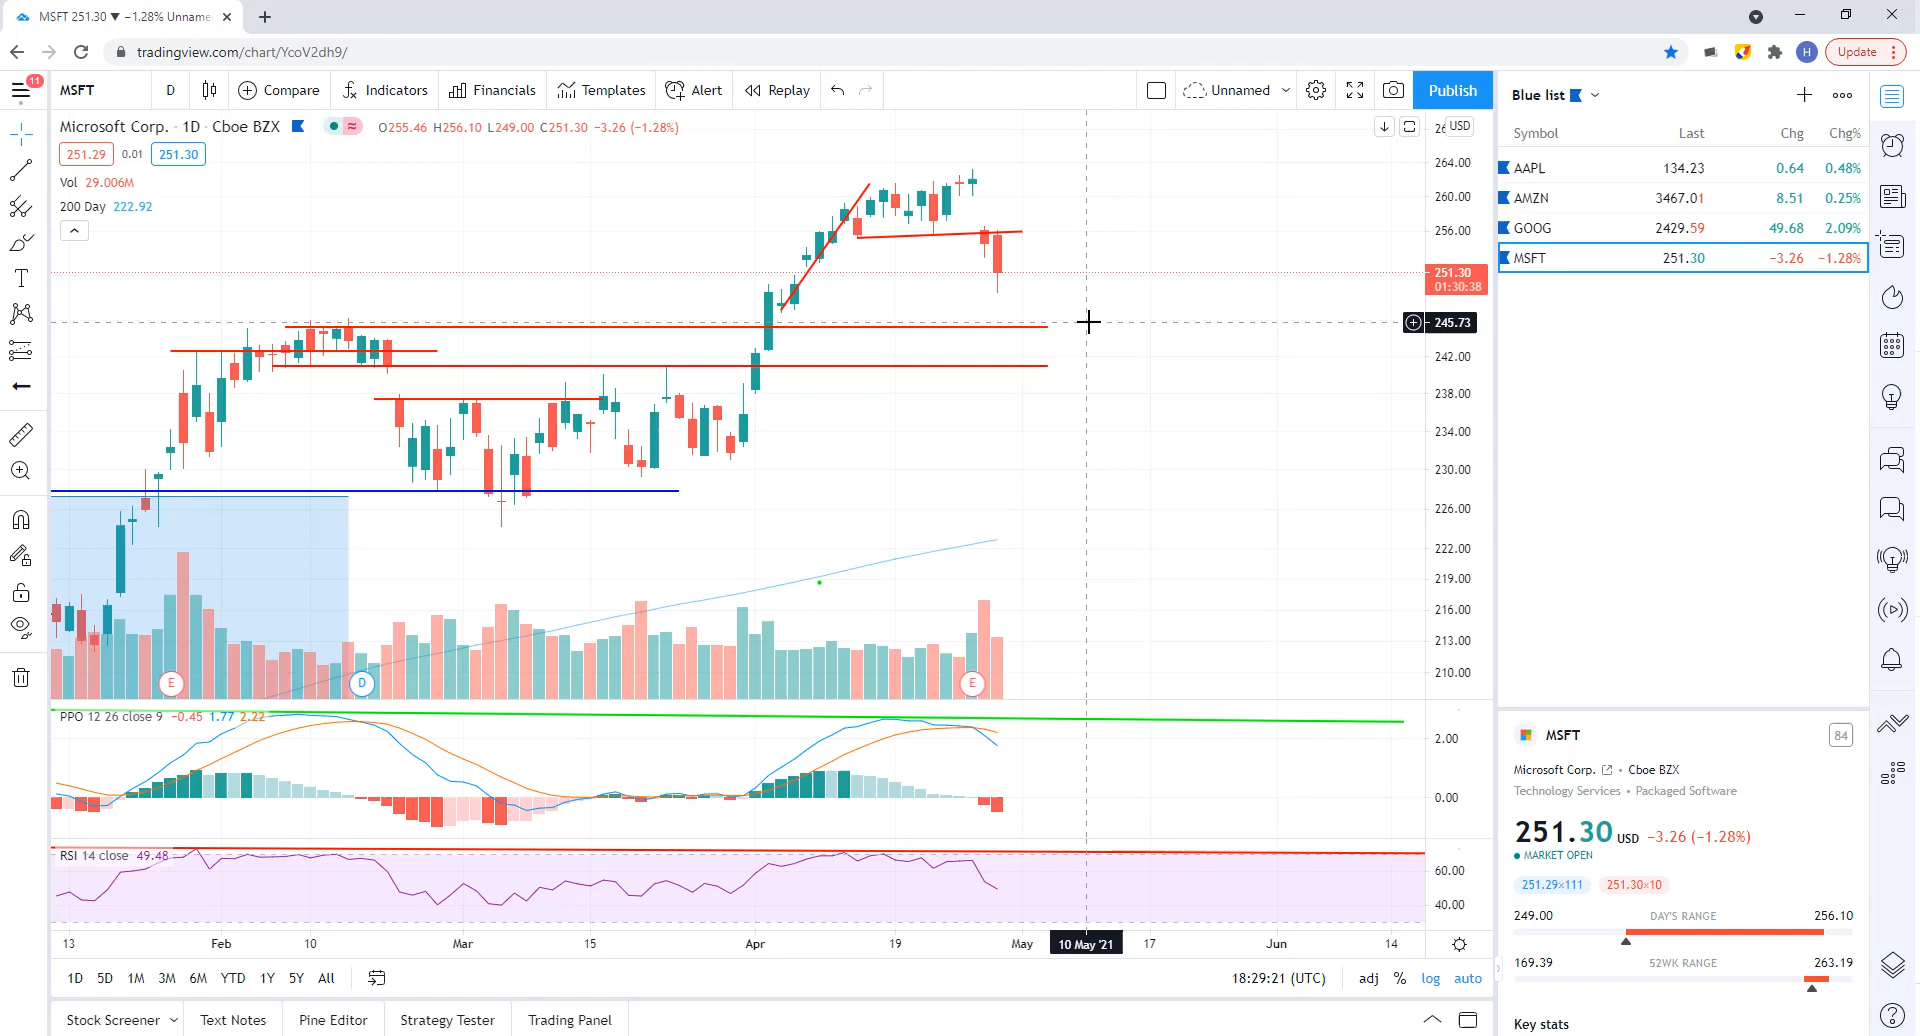 MSFT 251.30 ▼ −1.28% Unname
tradingview.com/chart/YcoV2dh9/
H
Update
11
MSFT D Compare Indicators Financials Templates Alert Replay Unnamed Publish
Microsoft Corp. · 1D · Cboe BZX O255.46 H256.10 L249.00 C251.30 −3.26 (−1.28%)
251.29 0.01 251.30
Vol 29.006M
200 Day 222.92
USD
264.00
260.00
256.00
251.30
01:30:38
245.73
242.00
238.00
234.00
230.00
226.00
222.00
219.00
216.00
213.00
210.00
E D E
PPO 12 26 close 9 −0.45 1.77 2.22
2.00
0.00
RSI 14 close 49.48
60.00
40.00
13 Feb 10 Mar 15 Apr 19 May 10 May '21 17 Jun 14
1D 5D 1M 3M 6M YTD 1Y 5Y All 18:29:21 (UTC) adj % log auto
Stock Screener Text Notes Pine Editor Strategy Tester Trading Panel
Blue list
Symbol Last Chg Chg%
AAPL 134.23 0.64 0.48%
AMZN 3467.01 8.51 0.25%
GOOG 2429.59 49.68 2.09%
MSFT 251.30 −3.26 −1.28%
MSFT 84
Microsoft Corp. • Cboe BZX
Technology Services • Packaged Software
251.30 USD −3.26 (−1.28%)
MARKET OPEN
251.29×111 251.30×10
249.00 DAY'S RANGE 256.10
169.39 52WK RANGE 263.19
Key stats